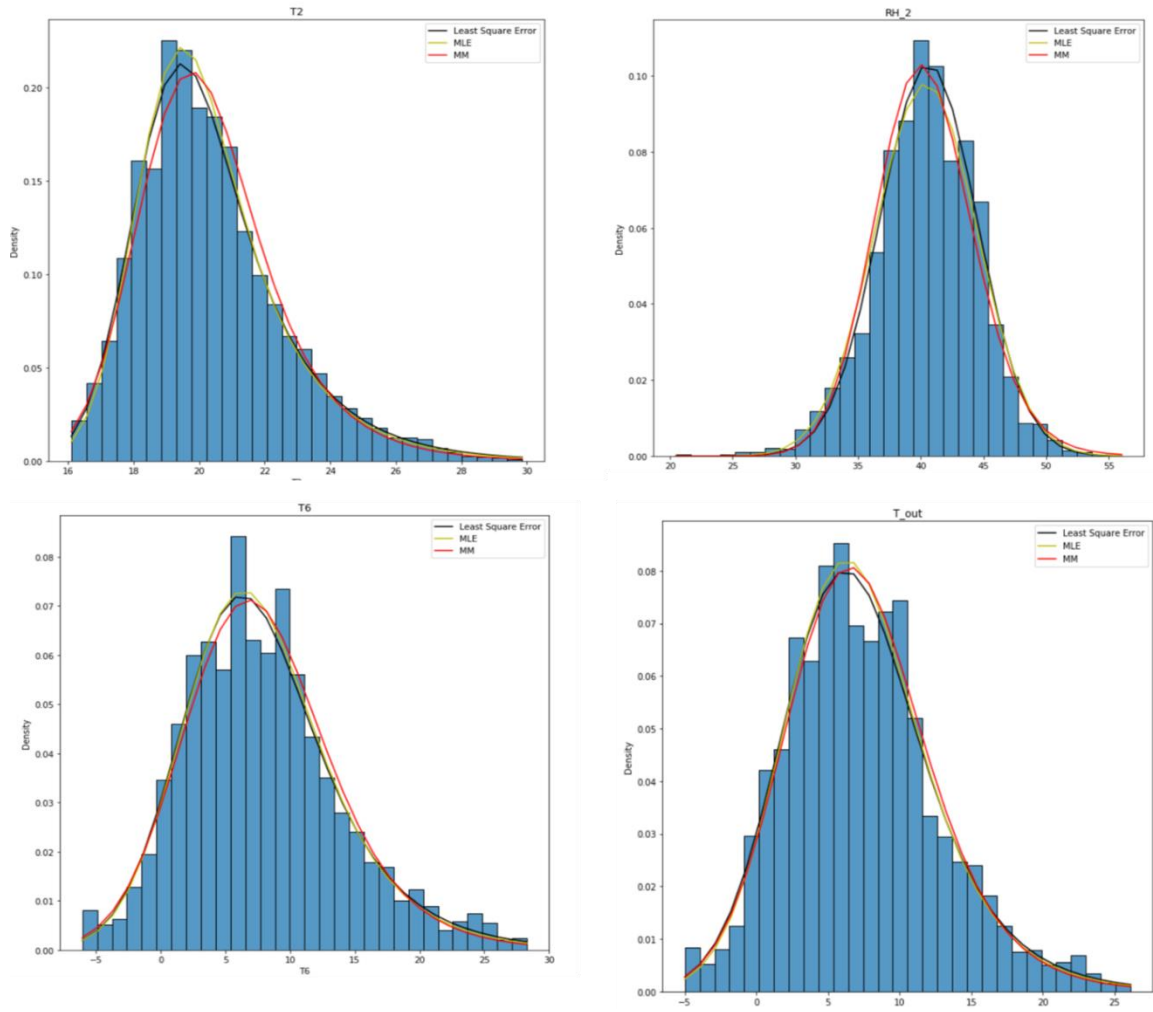 T2
Least Square Error
MLE
MM
Density
0.20
0.15
0.10
0.05
0.00
16 18 20 22 24 26 28 30
RH_2
Least Square Error
MLE
MM
Density
0.10
0.08
0.06
0.04
0.02
0.00
20 25 30 35 40 45 50 55
T6
Least Square Error
MLE
MM
Density
0.08
0.07
0.06
0.05
0.04
0.03
0.02
0.01
0.00
−5 0 5 10 15 20 25 30
T6
T_out
Least Square Error
MLE
MM
Density
0.08
0.07
0.06
0.05
0.04
0.03
0.02
0.01
0.00
−5 0 5 10 15 20 25